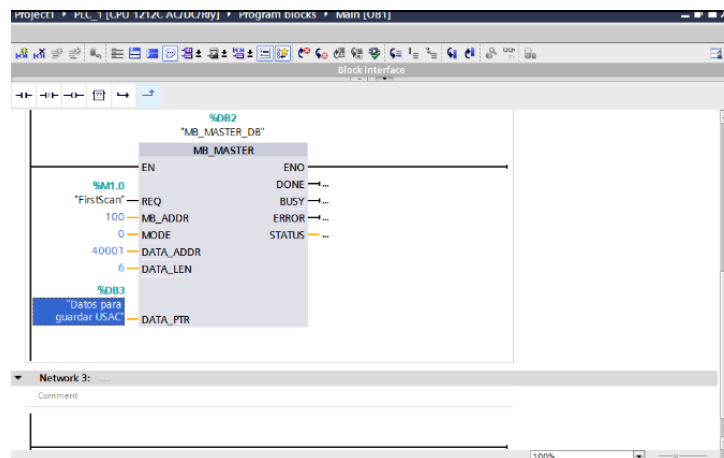 Project1 ▸ PLC_1 [CPU 1212C AC/DC/Rly] ▸ Program blocks ▸ Main [OB1]
Block interface
%DB2
"MB_MASTER_DB"
MB_MASTER
EN ENO
%M1.0 DONE ...
"FirstScan" REQ BUSY ...
100 MB_ADDR ERROR ...
0 MODE STATUS ...
40001 DATA_ADDR
6 DATA_LEN
%DB3
"Datos para
guardar USAC" DATA_PTR
Network 3: .....
Comment
100%